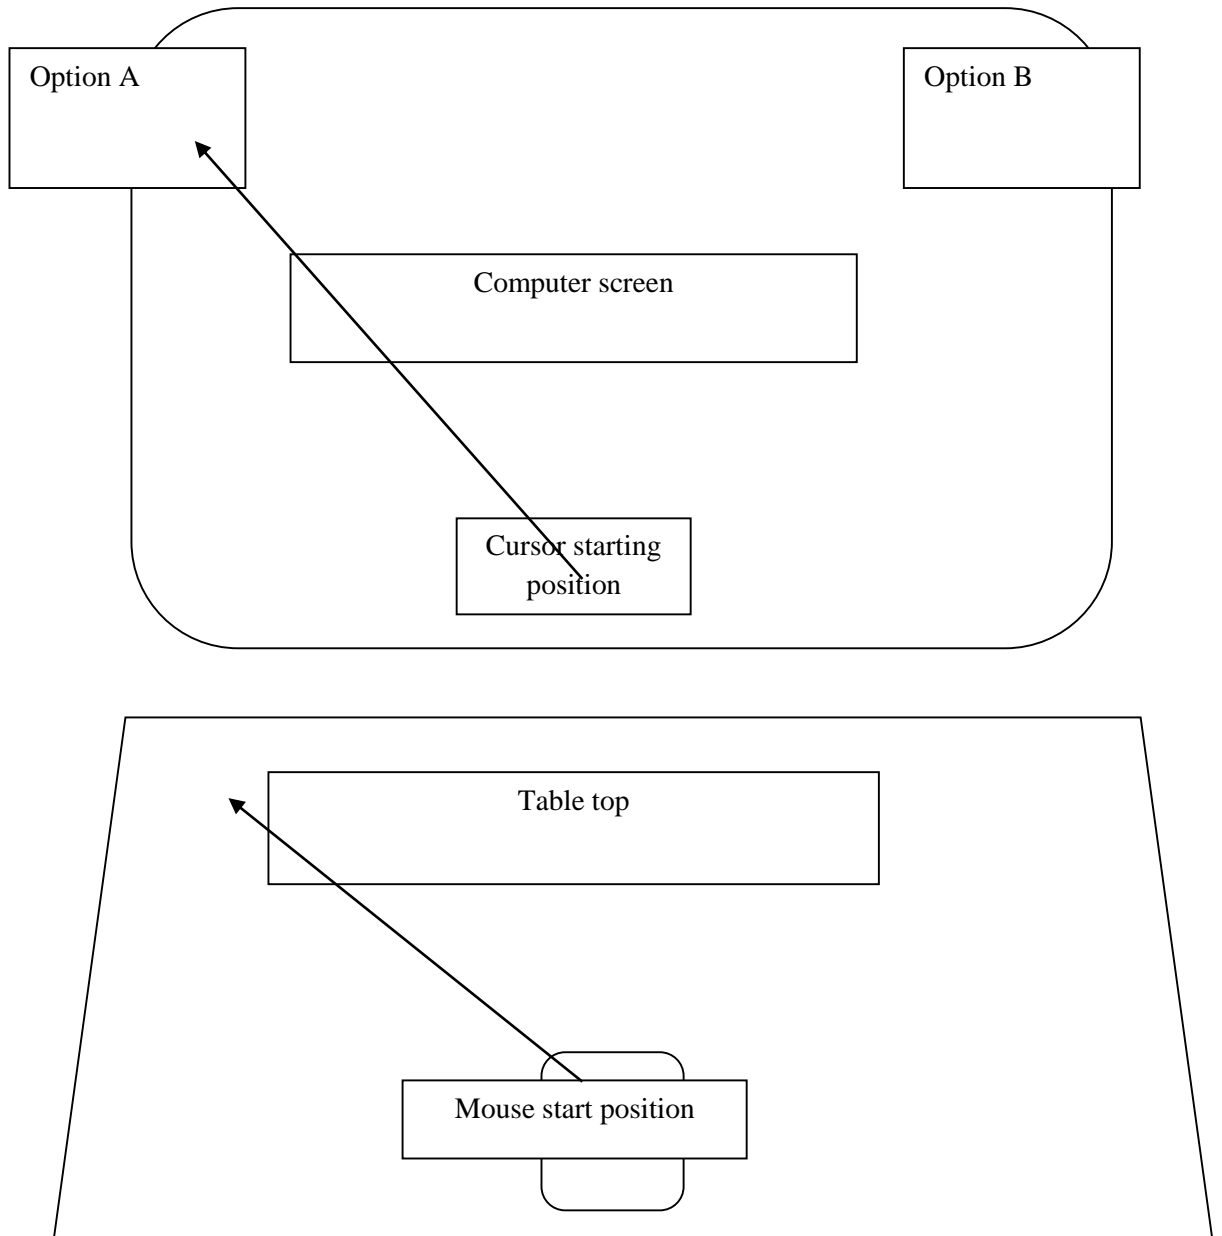 Option A
Option B
Computer screen
Cursor starting
position
Table top
Mouse start position